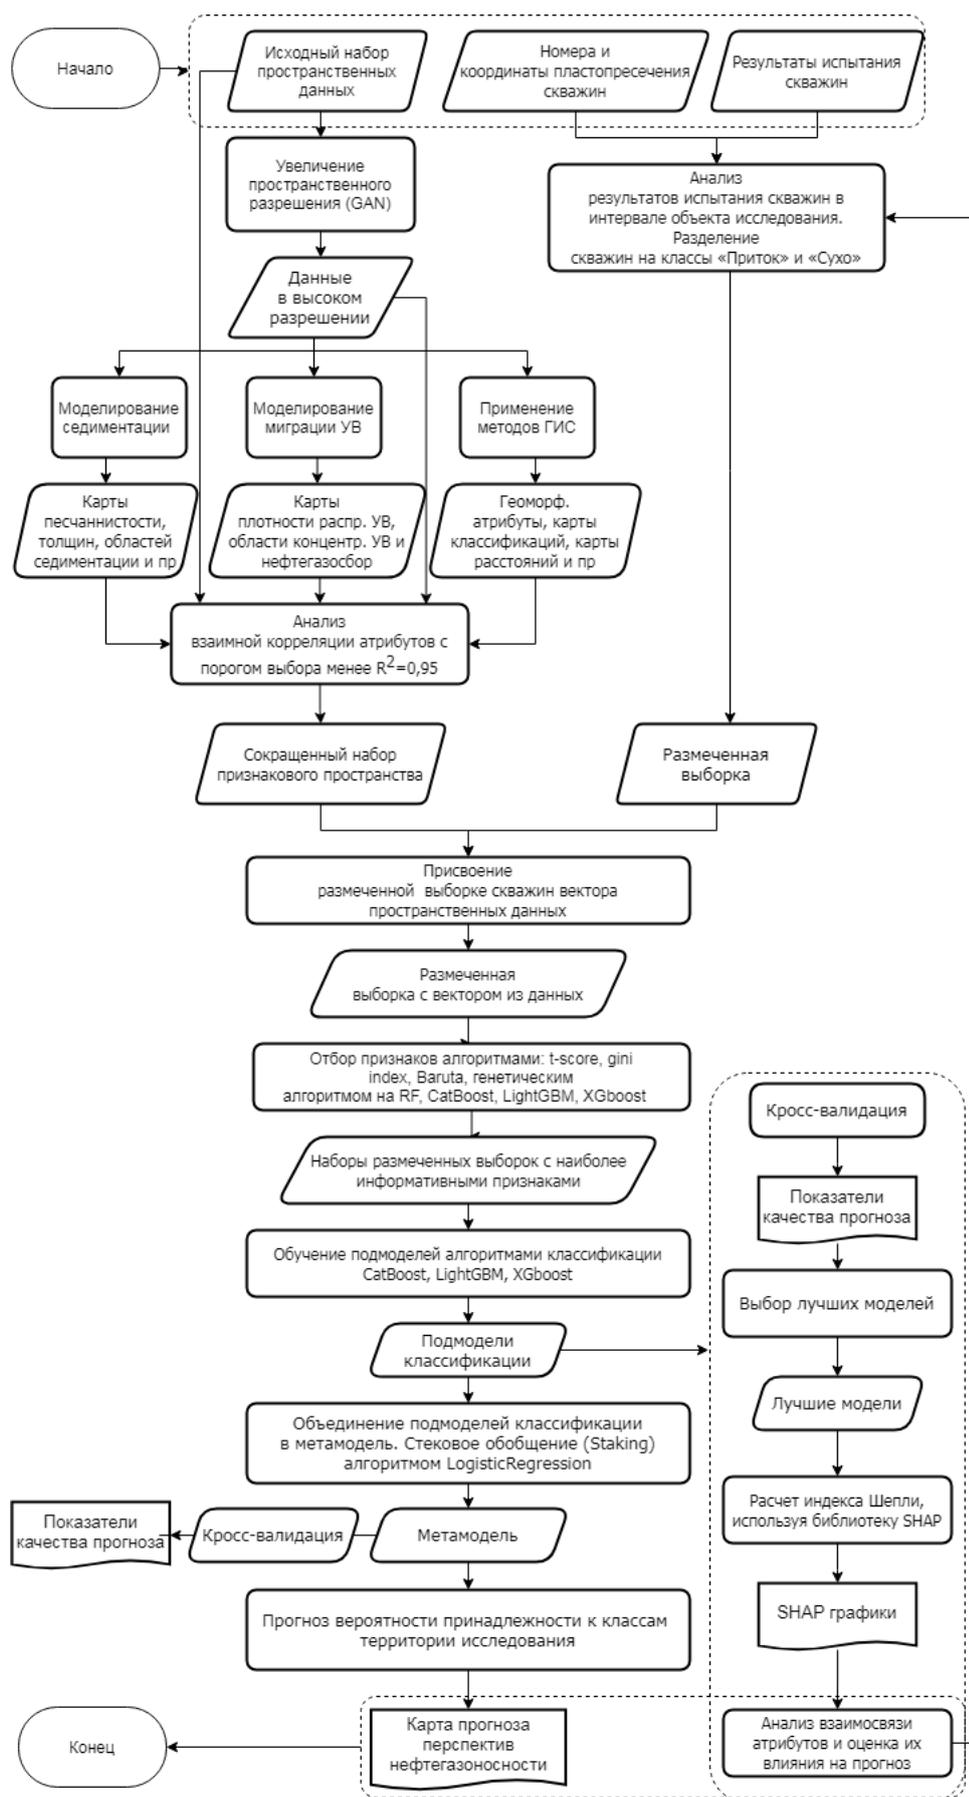 Начало
Исходный набор
пространственных
данных
Номера и
координаты пластопресечения
скважин
Результаты испытания
скважин
Увеличение
пространственного
разрешения (GAN)
Анализ
результатов испытания скважин в
интервале объекта исследования.
Разделение
скважин на классы «Приток» и «Сухо»
Данные
в высоком
разрешении
Моделирование
седиментации
Моделирование
миграции УВ
Применение
методов ГИС
Карты
песчаннистости,
толщин, областей
седиментации и пр
Карты
плотности распр. УВ,
области концентр. УВ и
нефтегазосбор
Геоморф.
атрибуты, карты
классификаций, карты
расстояний и пр
Анализ
взаимной корреляции атрибутов с
порогом выбора менее R²=0,95
Сокращенный набор
признакового пространства
Размеченная
выборка
Присвоение
размеченной выборке скважин вектора
пространственных данных
Размеченная
выборка с вектором из данных
Отбор признаков алгоритмами: t-score, gini
index, Baruta, генетическим
алгоритмом на RF, CatBoost, LightGBM, XGboost
Наборы размеченных выборок с наиболее
информативными признаками
Обучение подмоделей алгоритмами классификации
CatBoost, LightGBM, XGboost
Подмодели
классификации
Объединение подмоделей классификации
в метамодель. Стековое обобщение (Staking)
алгоритмом LogisticRegression
Метамодель
Кросс-валидация
Показатели
качества прогноза
Прогноз вероятности принадлежности к классам
территории исследования
Карта прогноза
перспектив
нефтегазоносности
Конец
Кросс-валидация
Показатели
качества прогноза
Выбор лучших моделей
Лучшие модели
Расчет индекса Шепли,
используя библиотеку SHAP
SHAP графики
Анализ взаимосвязи
атрибутов и оценка их
влияния на прогноз